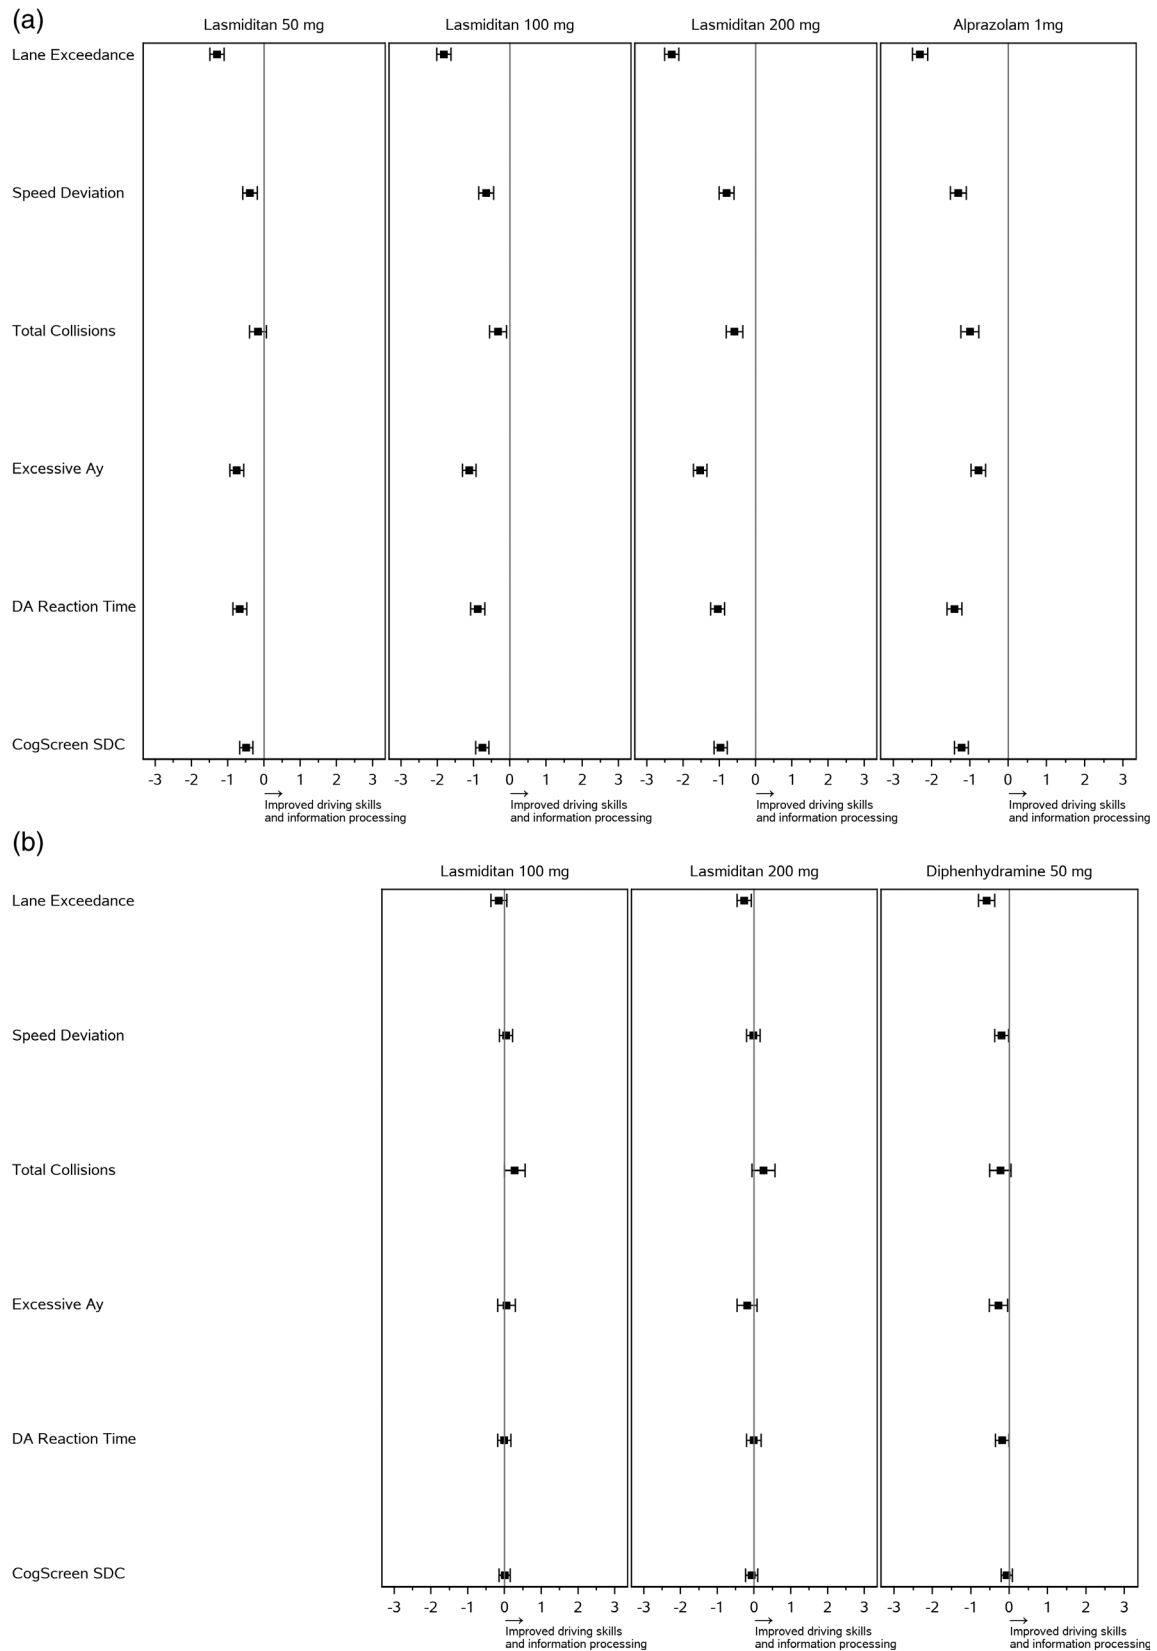 (a)
Lasmiditan 50 mg Lasmiditan 100 mg Lasmiditan 200 mg Alprazolam 1mg
Lane Exceedance
Speed Deviation
Total Collisions
Excessive Ay
DA Reaction Time
CogScreen SDC
-3 -2 -1 0 1 2 3 -3 -2 -1 0 1 2 3 -3 -2 -1 0 1 2 3 -3 -2 -1 0 1 2 3
Improved driving skills Improved driving skills Improved driving skills Improved driving skills
and information processing and information processing and information processing and information processing
(b)
Lasmiditan 100 mg Lasmiditan 200 mg Diphenhydramine 50 mg
Lane Exceedance
Speed Deviation
Total Collisions
Excessive Ay
DA Reaction Time
CogScreen SDC
-3 -2 -1 0 1 2 3 -3 -2 -1 0 1 2 3 -3 -2 -1 0 1 2 3
Improved driving skills Improved driving skills Improved driving skills
and information processing and information processing and information processing